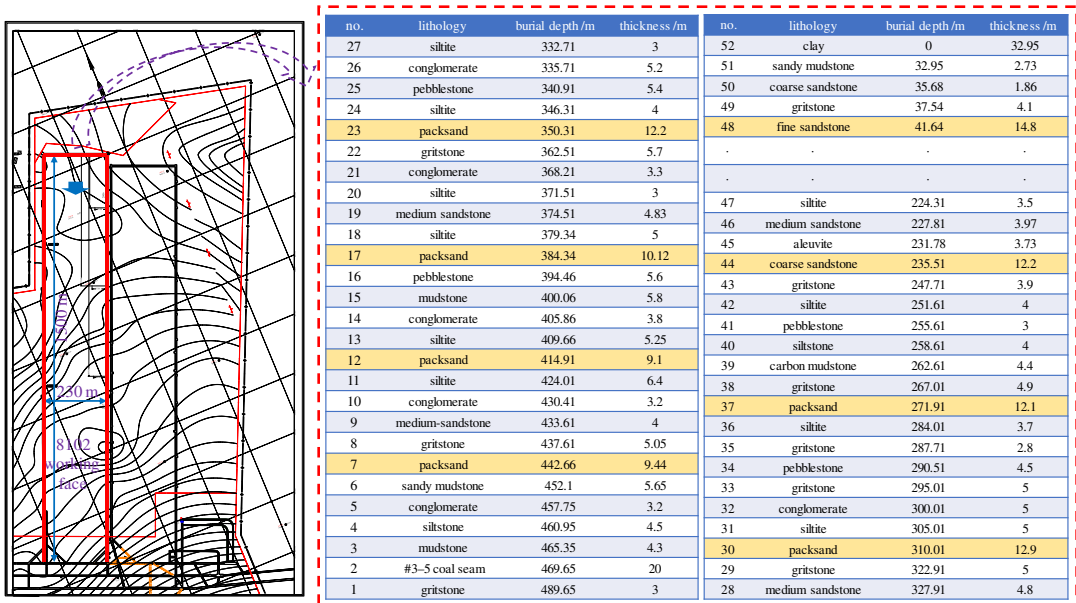 1500 m
230 m
8102
working
face
no. lithology burial depth /m thickness /m
27 siltite 332.71 3
26 conglomerate 335.71 5.2
25 pebblestone 340.91 5.4
24 siltite 346.31 4
23 packsand 350.31 12.2
22 gritstone 362.51 5.7
21 conglomerate 368.21 3.3
20 siltite 371.51 3
19 medium sandstone 374.51 4.83
18 siltite 379.34 5
17 packsand 384.34 10.12
16 pebblestone 394.46 5.6
15 mudstone 400.06 5.8
14 conglomerate 405.86 3.8
13 siltite 409.66 5.25
12 packsand 414.91 9.1
11 siltite 424.01 6.4
10 conglomerate 430.41 3.2
9 medium-sandstone 433.61 4
8 gritstone 437.61 5.05
7 packsand 442.66 9.44
6 sandy mudstone 452.1 5.65
5 conglomerate 457.75 3.2
4 siltstone 460.95 4.5
3 mudstone 465.35 4.3
2 #3–5 coal seam 469.65 20
1 gritstone 489.65 3
no. lithology burial depth /m thickness /m
52 clay 0 32.95
51 sandy mudstone 32.95 2.73
50 coarse sandstone 35.68 1.86
49 gritstone 37.54 4.1
48 fine sandstone 41.64 14.8
. . . .
. . . .
47 siltite 224.31 3.5
46 medium sandstone 227.81 3.97
45 aleuvite 231.78 3.73
44 coarse sandstone 235.51 12.2
43 gritstone 247.71 3.9
42 siltite 251.61 4
41 pebblestone 255.61 3
40 siltstone 258.61 4
39 carbon mudstone 262.61 4.4
38 gritstone 267.01 4.9
37 packsand 271.91 12.1
36 siltite 284.01 3.7
35 gritstone 287.71 2.8
34 pebblestone 290.51 4.5
33 gritstone 295.01 5
32 conglomerate 300.01 5
31 siltite 305.01 5
30 packsand 310.01 12.9
29 gritstone 322.91 5
28 medium sandstone 327.91 4.8